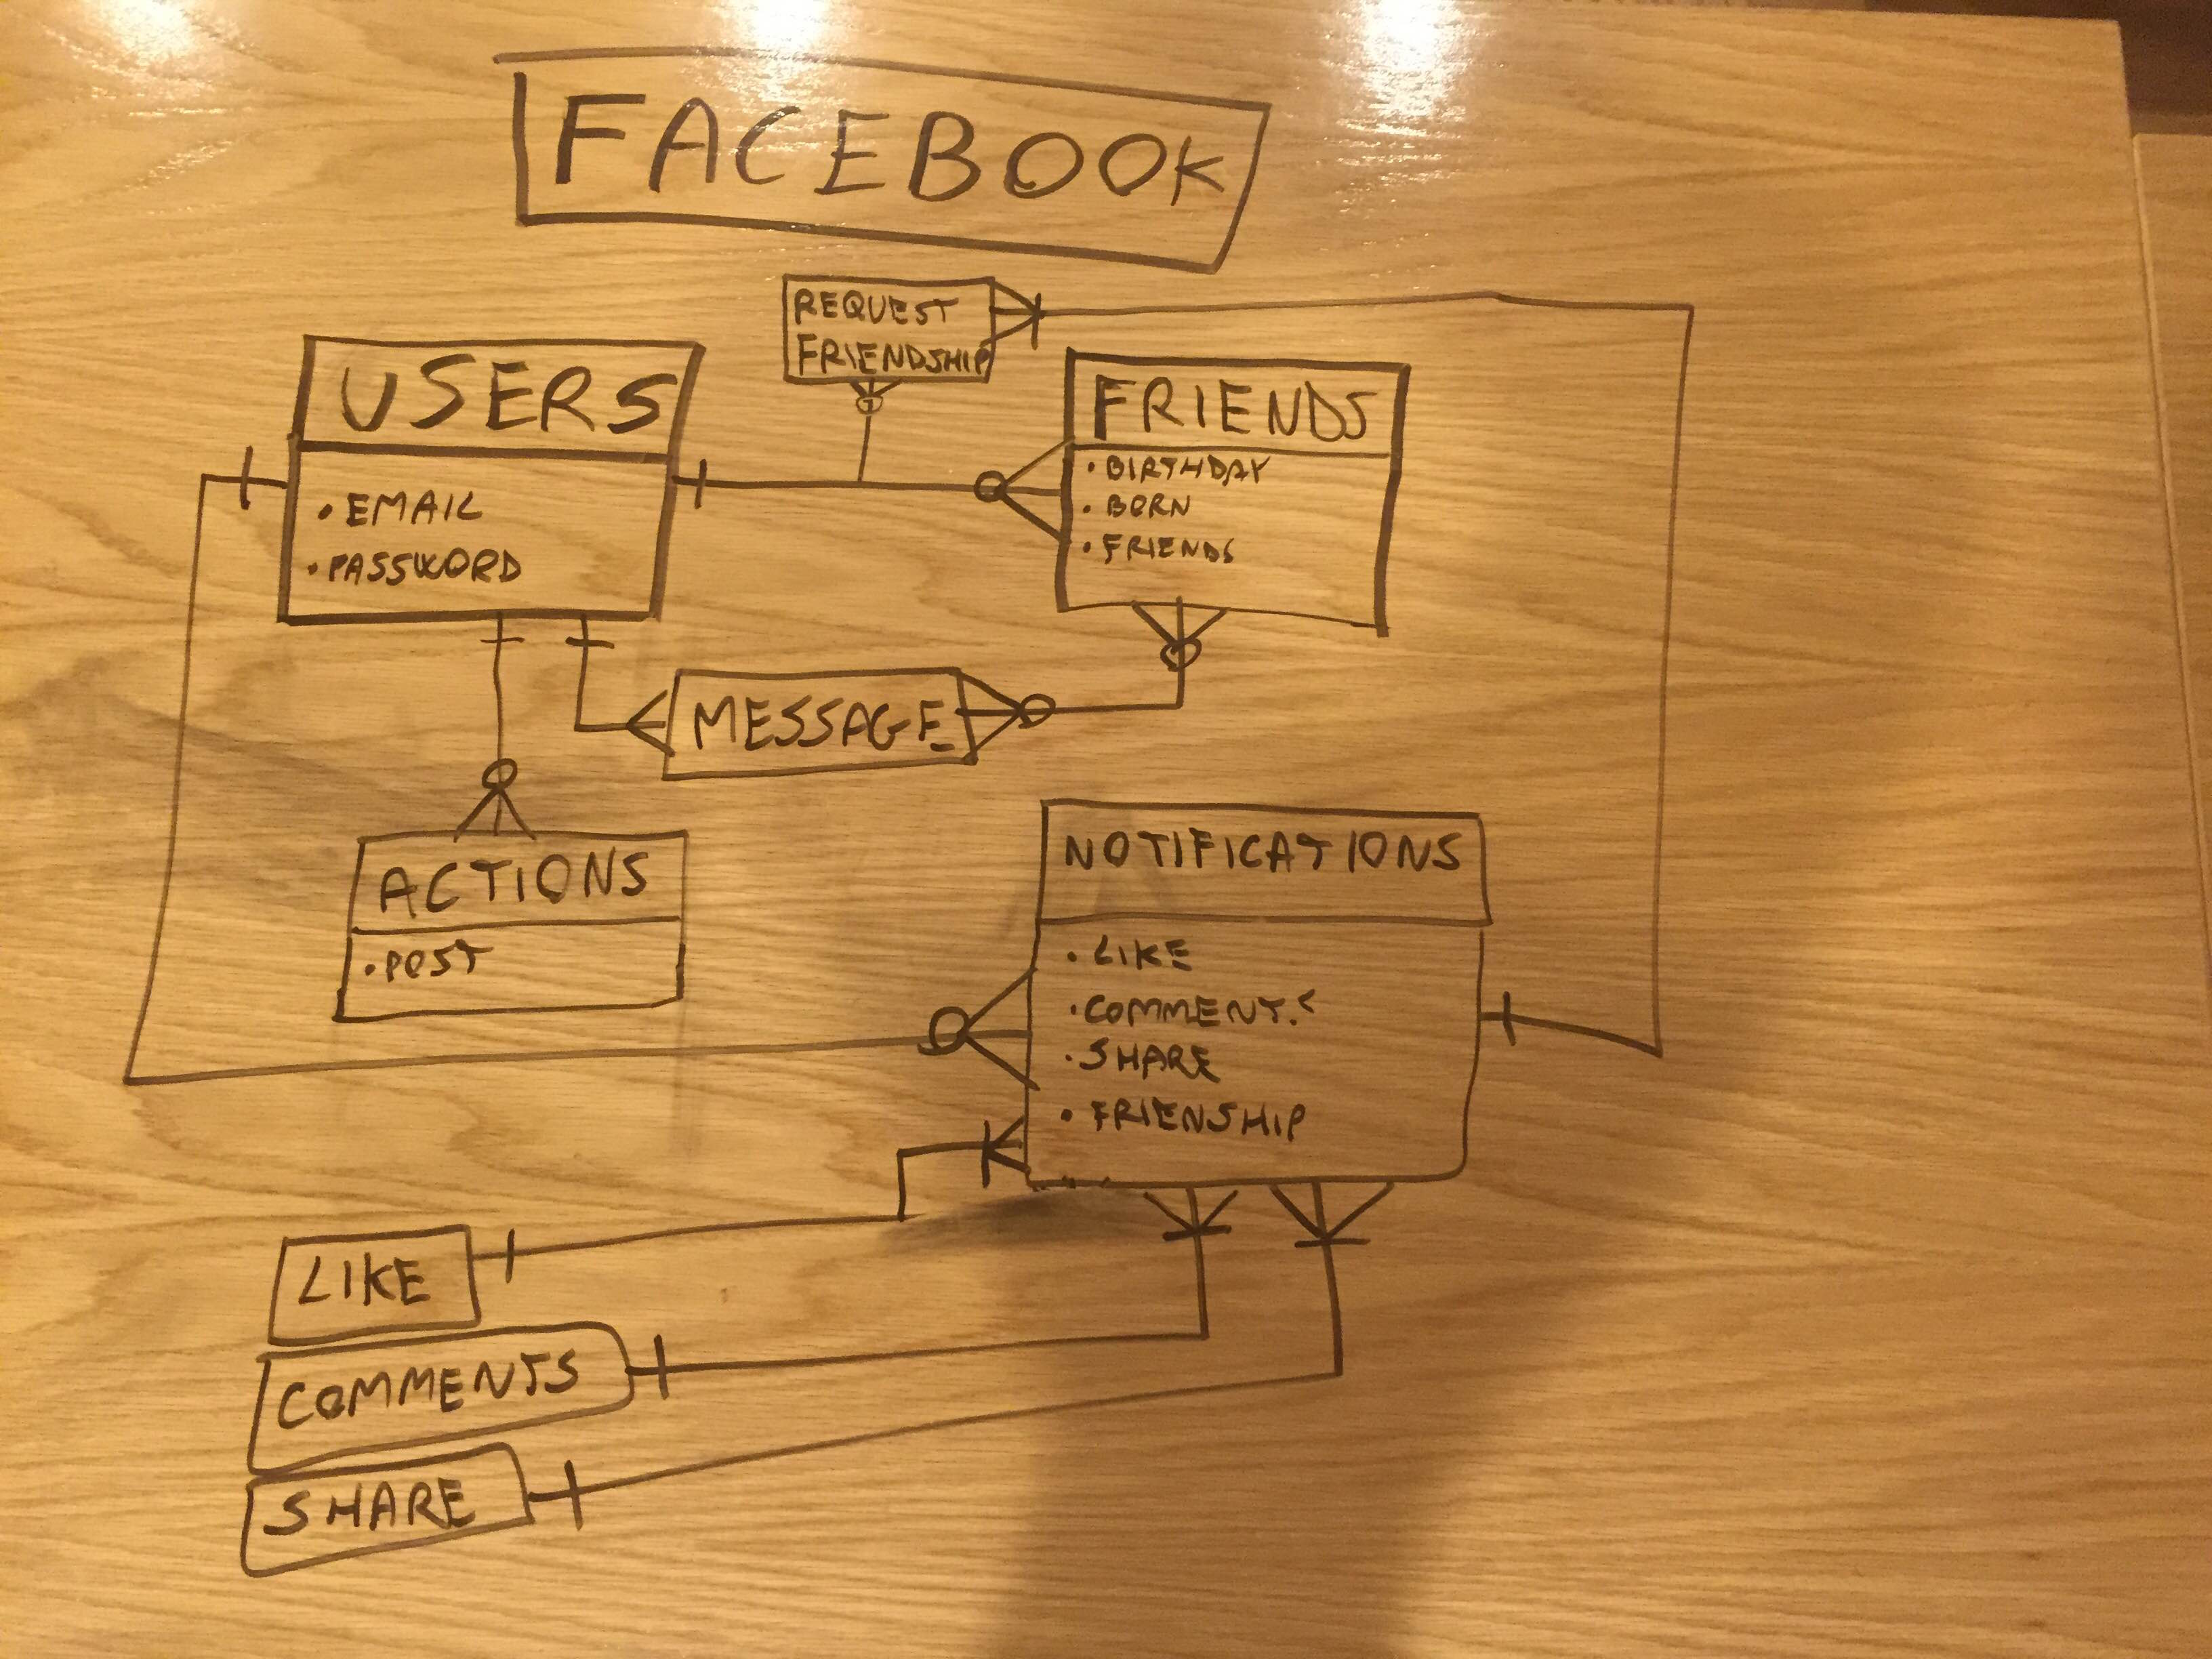 FACEBOOK
REQUEST
FRIENDSHIP
USERS
• EMAIL
• PASSWORD
FRIENDS
• BIRTHDAY
• BORN
• FRIENDS
MESSAGE
ACTIONS
• POST
NOTIFICATIONS
• LIKE
• COMMENTS
• SHARE
• FRIENSHIP
LIKE
COMMENTS
SHARE